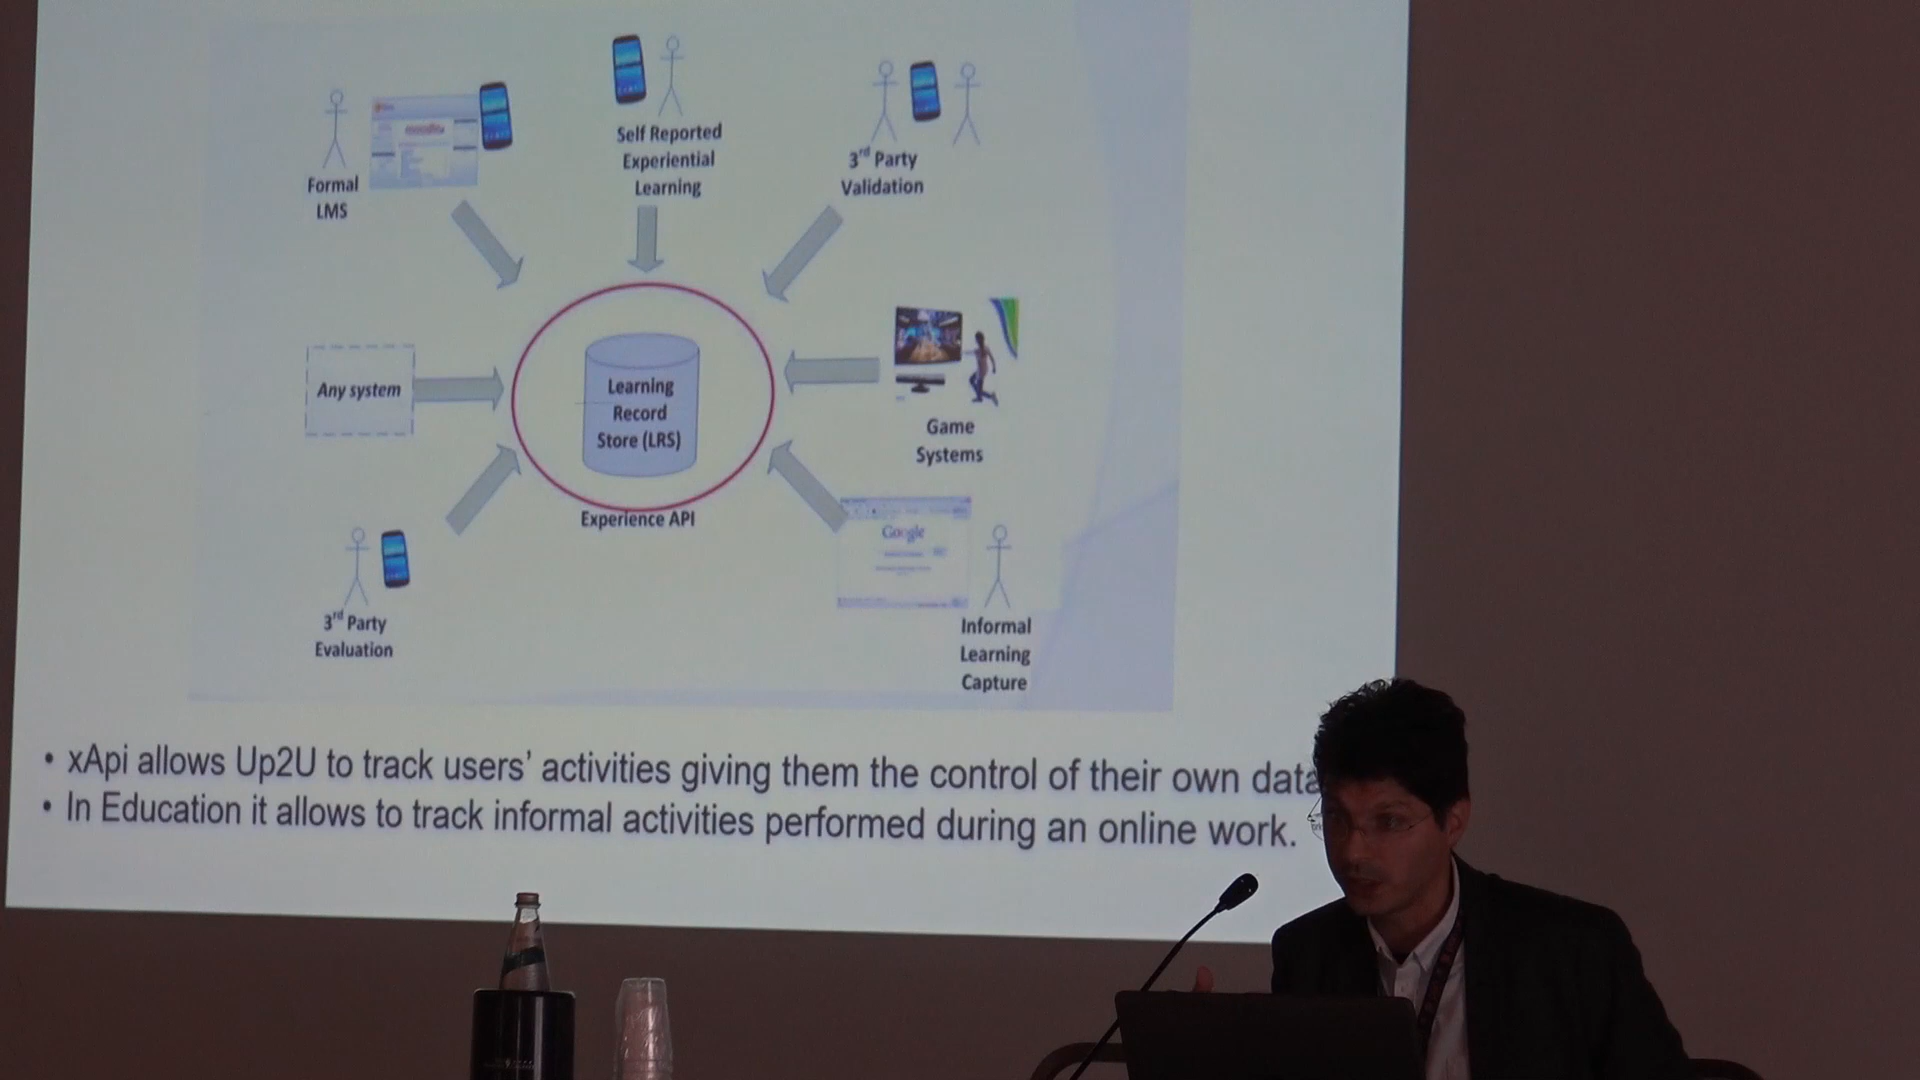 Self Reported
Experiential
Learning
3rd Party
Validation
Formal
LMS
moodle
Any system
Learning
Record
Store (LRS)
Experience API
Game
Systems
Google
3rd Party
Evaluation
Informal
Learning
Capture
• xApi allows Up2U to track users' activities giving them the control of their own data
• In Education it allows to track informal activities performed during an online work.